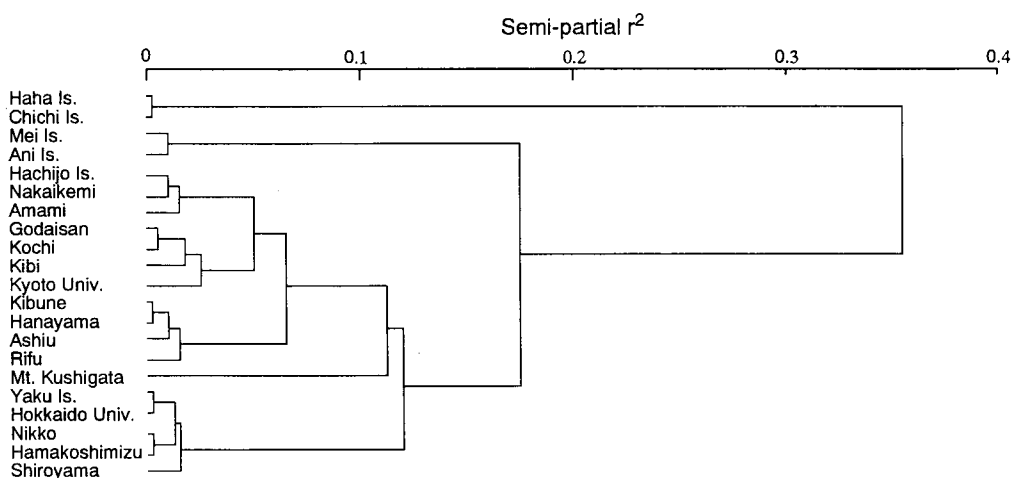 Semi-partial r²
0 0.1 0.2 0.3 0.4
Haha Is.
Chichi Is.
Mei Is.
Ani Is.
Hachijo Is.
Nakaikemi
Amami
Godaisan
Kochi
Kibi
Kyoto Univ.
Kibune
Hanayama
Ashiu
Rifu
Mt. Kushigata
Yaku Is.
Hokkaido Univ.
Nikko
Hamakoshimizu
Shiroyama